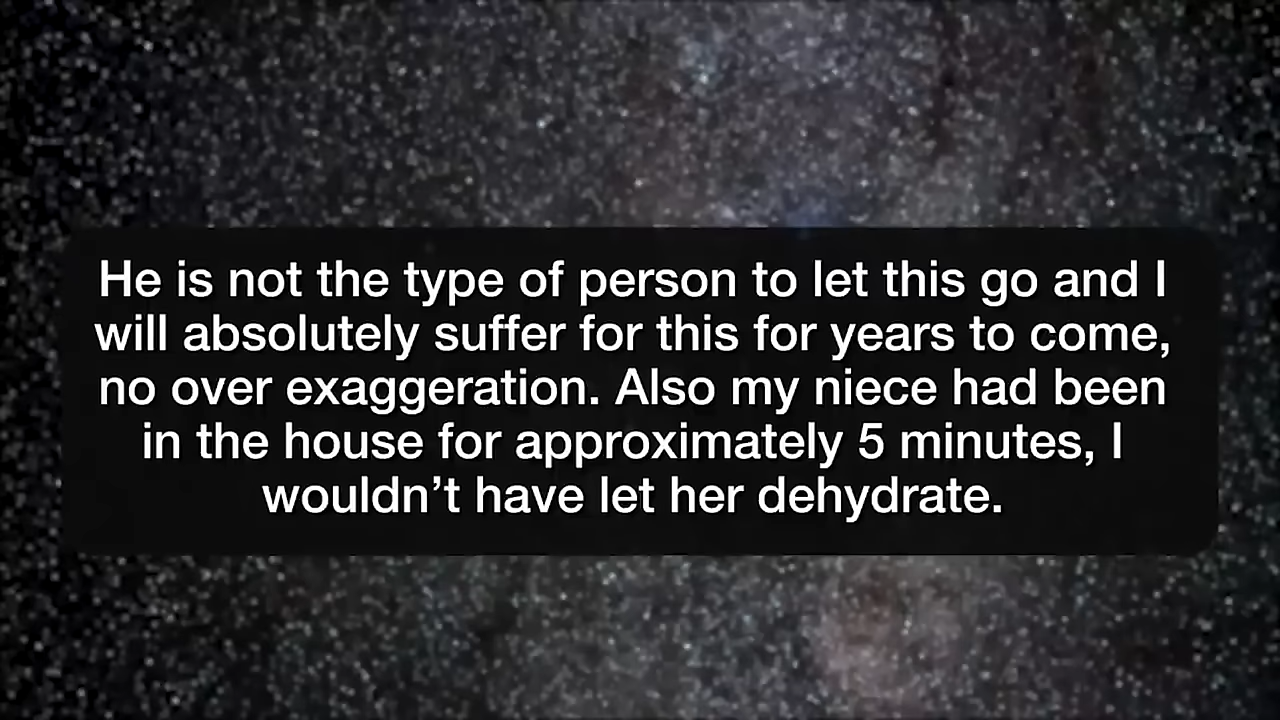 He is not the type of person to let this go and I
will absolutely suffer for this for years to come,
no over exaggeration. Also my niece had been
in the house for approximately 5 minutes, I
wouldn’t have let her dehydrate.